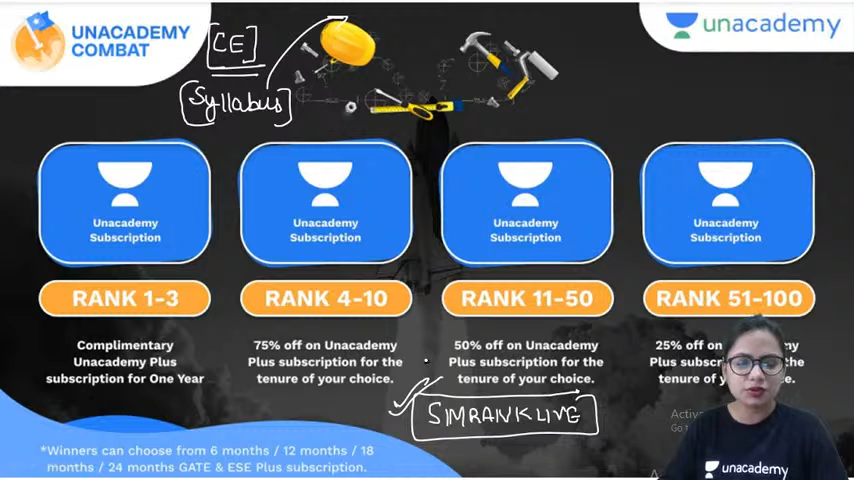 UNACADEMY
COMBAT
[CE]
[Syllabus]
unacademy
Unacademy
Subscription
Unacademy
Subscription
Unacademy
Subscription
Unacademy
Subscription
RANK 1-3
RANK 4-10
RANK 11-50
RANK 51-100
Complimentary
Unacademy Plus
subscription for One Year
75% off on Unacademy
Plus subscription for the
tenure of your choice.
50% off on Unacademy
Plus subscription for the
tenure of your choice.
25% off on
Plus
tenure of
SIMRANKLIVE
*Winners can choose from 6 months / 12 months / 18
months / 24 months GATE & ESE Plus subscription.
unacademy